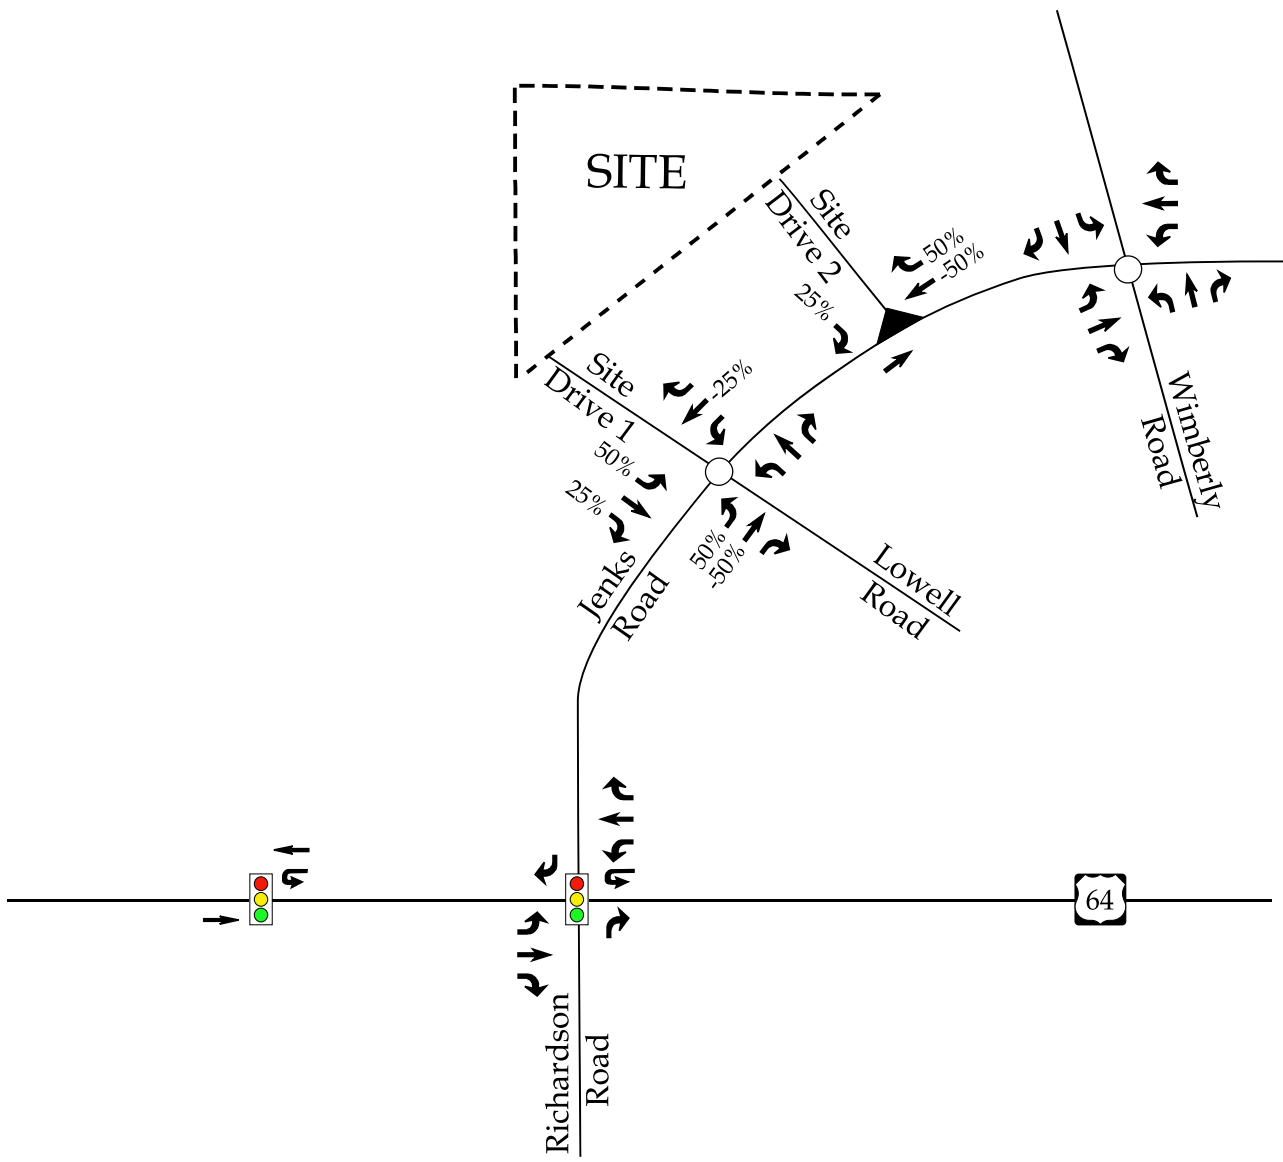 SITE
Site
Drive 2
50%
-50%
25%
Site
Drive 1
-25%
50%
25%
50%
-50%
Wimberly
Road
Lowell
Road
Jenks
Road
64
Richardson
Road